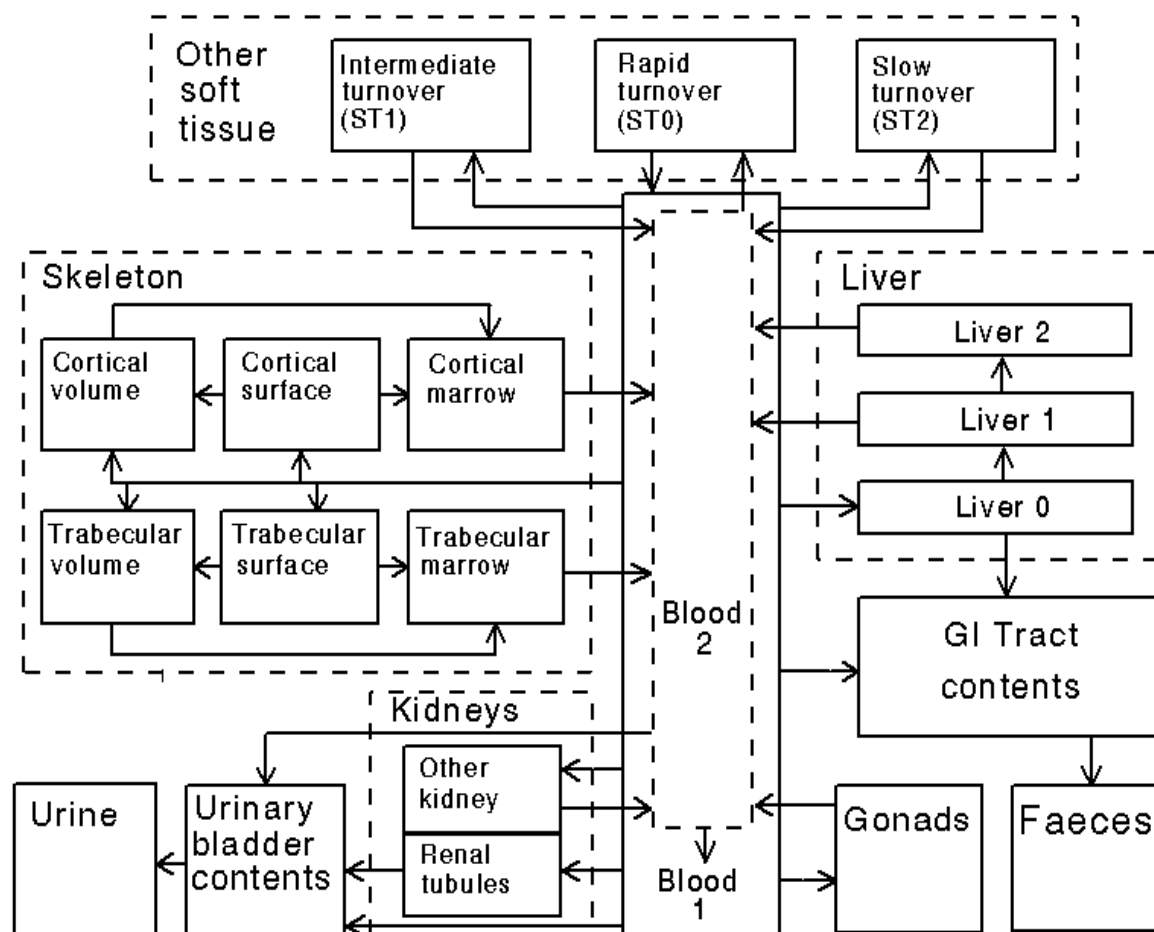 Other
soft
tissue
Intermediate
turnover
(ST1)
Rapid
turnover
(ST0)
Slow
turnover
(ST2)
Skeleton
Cortical
volume
Cortical
surface
Cortical
marrow
Trabecular
volume
Trabecular
surface
Trabecular
marrow
Liver
Liver 2
Liver 1
Liver 0
Blood
2
GI Tract
contents
Kidneys
Other
kidney
Renal
tubules
Urine
Urinary
bladder
contents
Blood
1
Gonads
Faeces